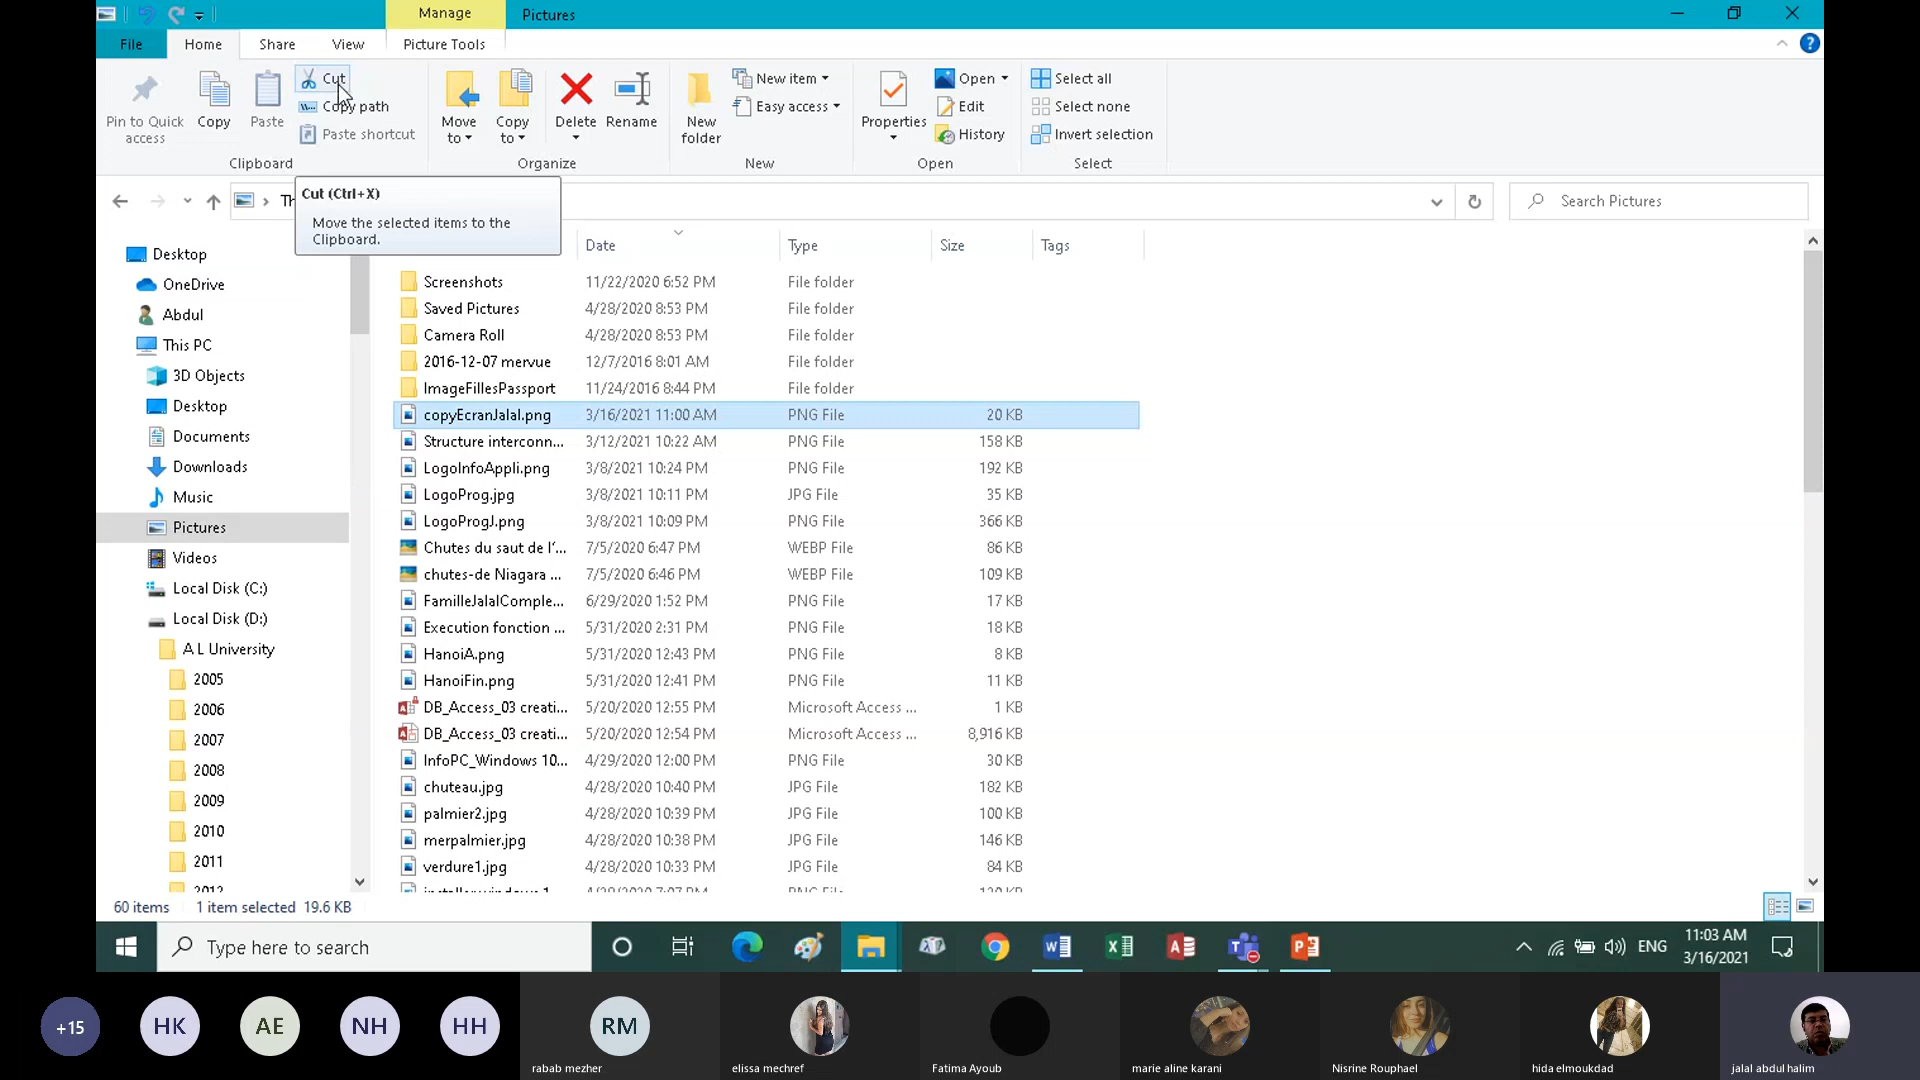 Manage
Pictures
File
Home
Share
View
Picture Tools
Pin to Quick access
Copy
Paste
Cut
Copy path
Paste shortcut
Clipboard
Move to
Copy to
Delete
Rename
Organize
New folder
New item
Easy access
New
Properties
Open
Edit
History
Open
Select all
Select none
Invert selection
Select
Th
Search Pictures
Cut (Ctrl+X)
Move the selected items to the
Clipboard.
Desktop
OneDrive
Abdul
This PC
3D Objects
Desktop
Documents
Downloads
Music
Pictures
Videos
Local Disk (C:)
Local Disk (D:)
A L University
2005
2006
2007
2008
2009
2010
2011
2012
Date Type Size Tags
Screenshots 11/22/2020 6:52 PM File folder
Saved Pictures 4/28/2020 8:53 PM File folder
Camera Roll 4/28/2020 8:53 PM File folder
2016-12-07 mervue 12/7/2016 8:01 AM File folder
ImageFillesPassport 11/24/2016 8:44 PM File folder
copyEcranJalal.png 3/16/2021 11:00 AM PNG File 20 KB
Structure interconn... 3/12/2021 10:22 AM PNG File 158 KB
LogoInfoAppli.png 3/8/2021 10:24 PM PNG File 192 KB
LogoProg.jpg 3/8/2021 10:11 PM JPG File 35 KB
LogoProgJ.png 3/8/2021 10:09 PM PNG File 366 KB
Chutes du saut de l'... 7/5/2020 6:47 PM WEBP File 86 KB
chutes-de Niagara ... 7/5/2020 6:46 PM WEBP File 109 KB
FamilleJalalComple... 6/29/2020 1:52 PM PNG File 17 KB
Execution fonction ... 5/31/2020 2:31 PM PNG File 18 KB
HanoiA.png 5/31/2020 12:43 PM PNG File 8 KB
HanoiFin.png 5/31/2020 12:41 PM PNG File 11 KB
DB_Access_03 creati... 5/20/2020 12:55 PM Microsoft Access ... 1 KB
DB_Access_03 creati... 5/20/2020 12:54 PM Microsoft Access ... 8,916 KB
InfoPC_Windows 10... 4/29/2020 12:00 PM PNG File 30 KB
chuteau.jpg 4/28/2020 10:40 PM JPG File 182 KB
palmier2.jpg 4/28/2020 10:39 PM JPG File 100 KB
merpalmier.jpg 4/28/2020 10:38 PM JPG File 146 KB
verdure1.jpg 4/28/2020 10:33 PM JPG File 84 KB
60 items 1 item selected 19.6 KB
Type here to search
ENG
11:03 AM
3/16/2021
+15
HK
AE
NH
HH
RM
rabab mezher
elissa mechref
Fatima Ayoub
marie aline karani
Nisrine Rouphael
hida elmoukdad
jalal abdul halim